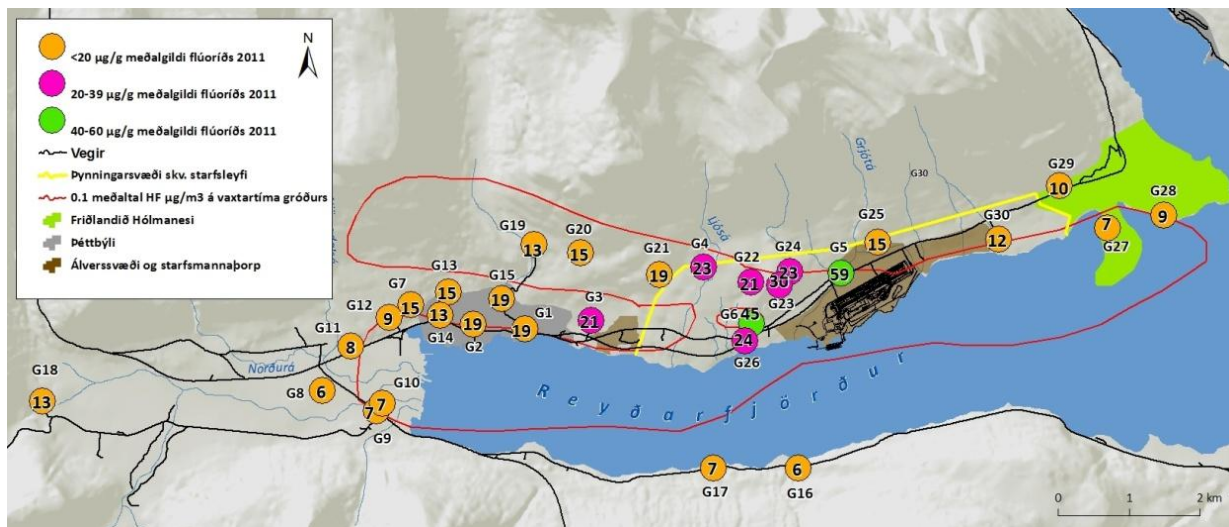 N
<20 µg/g meðalgildi flúoríðs 2011
20-39 µg/g meðalgildi flúoríðs 2011
40-60 µg/g meðalgildi flúoríðs 2011
Vegir
Þynningarsvæði skv. starfsleyfi
0.1 meðaltal HF µg/m3 á vaxtartíma gróðurs
Friðlandið Hólmanesi
Þéttbýli
Álverssvæði og starfsmannaþorp
G29
10
G28
9
7
G27
Grjótá
G30
G30
12
G25
15
G5
59
G24
23
30
G23
G22
21
Ljósá
G4
23
G21
19
G20
15
G19
13
G6
45
24
G26
G3
21
G15
19
G1
19
G13
15
G7
15
G12
9
13
G14
19
G2
G11
8
Norðurá
G18
13
G8
6
G10
7
7
G9
Reyðarfjörður
7
G17
6
G16
0 1 2 km